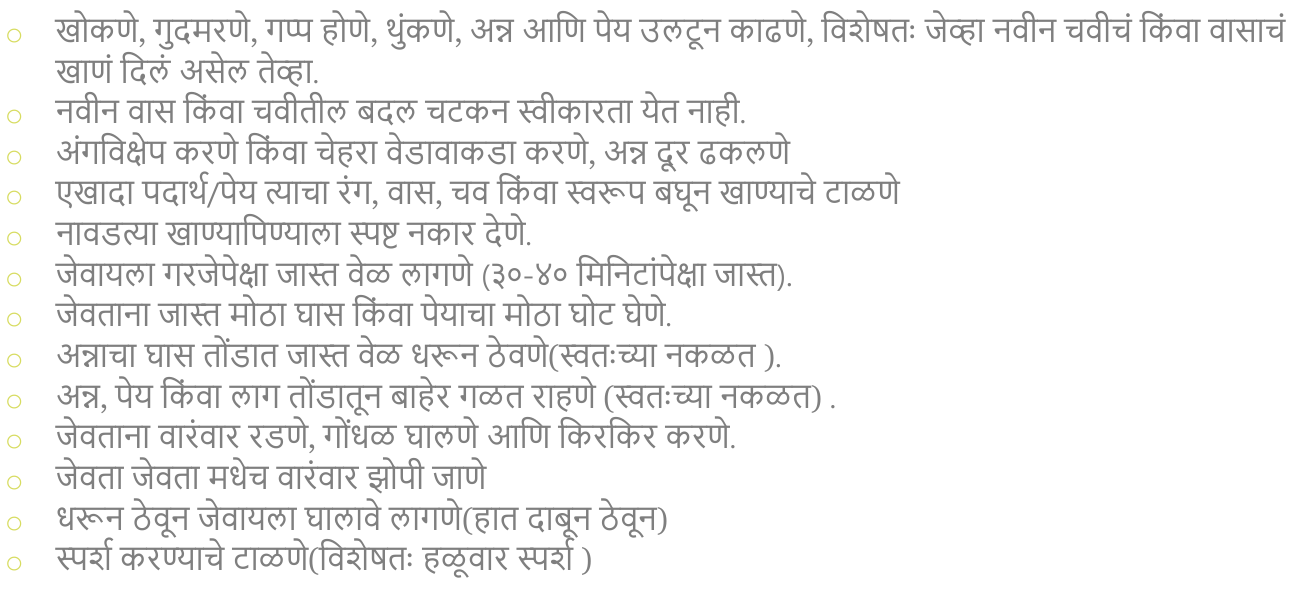 ○ खोकणे, गुदमरणे, गप्प होणे, थुंकणे, अन्न आणि पेय उलटून काढणे, विशेषतः जेव्हा नवीन चवीचं किंवा वासाचं
खाणं दिलं असेल तेव्हा.
○ नवीन वास किंवा चवीतील बदल चटकन स्वीकारता येत नाही.
○ अंगविक्षेप करणे किंवा चेहरा वेडावाकडा करणे, अन्न दूर ढकलणे
○ एखादा पदार्थ/पेय त्याचा रंग, वास, चव किंवा स्वरूप बघून खाण्याचे टाळणे
○ नावडत्या खाण्यापिण्याला स्पष्ट नकार देणे.
○ जेवायला गरजेपेक्षा जास्त वेळ लागणे (३०-४० मिनिटांपेक्षा जास्त).
○ जेवताना जास्त मोठा घास किंवा पेयाचा मोठा घोट घेणे.
○ अन्नाचा घास तोंडात जास्त वेळ धरून ठेवणे(स्वतःच्या नकळत ).
○ अन्न, पेय किंवा लाग तोंडातून बाहेर गळत राहणे (स्वतःच्या नकळत) .
○ जेवताना वारंवार रडणे, गोंधळ घालणे आणि किरकिर करणे.
○ जेवता जेवता मधेच वारंवार झोपी जाणे
○ धरून ठेवून जेवायला घालावे लागणे(हात दाबून ठेवून)
○ स्पर्श करण्याचे टाळणे(विशेषतः हळूवार स्पर्श )